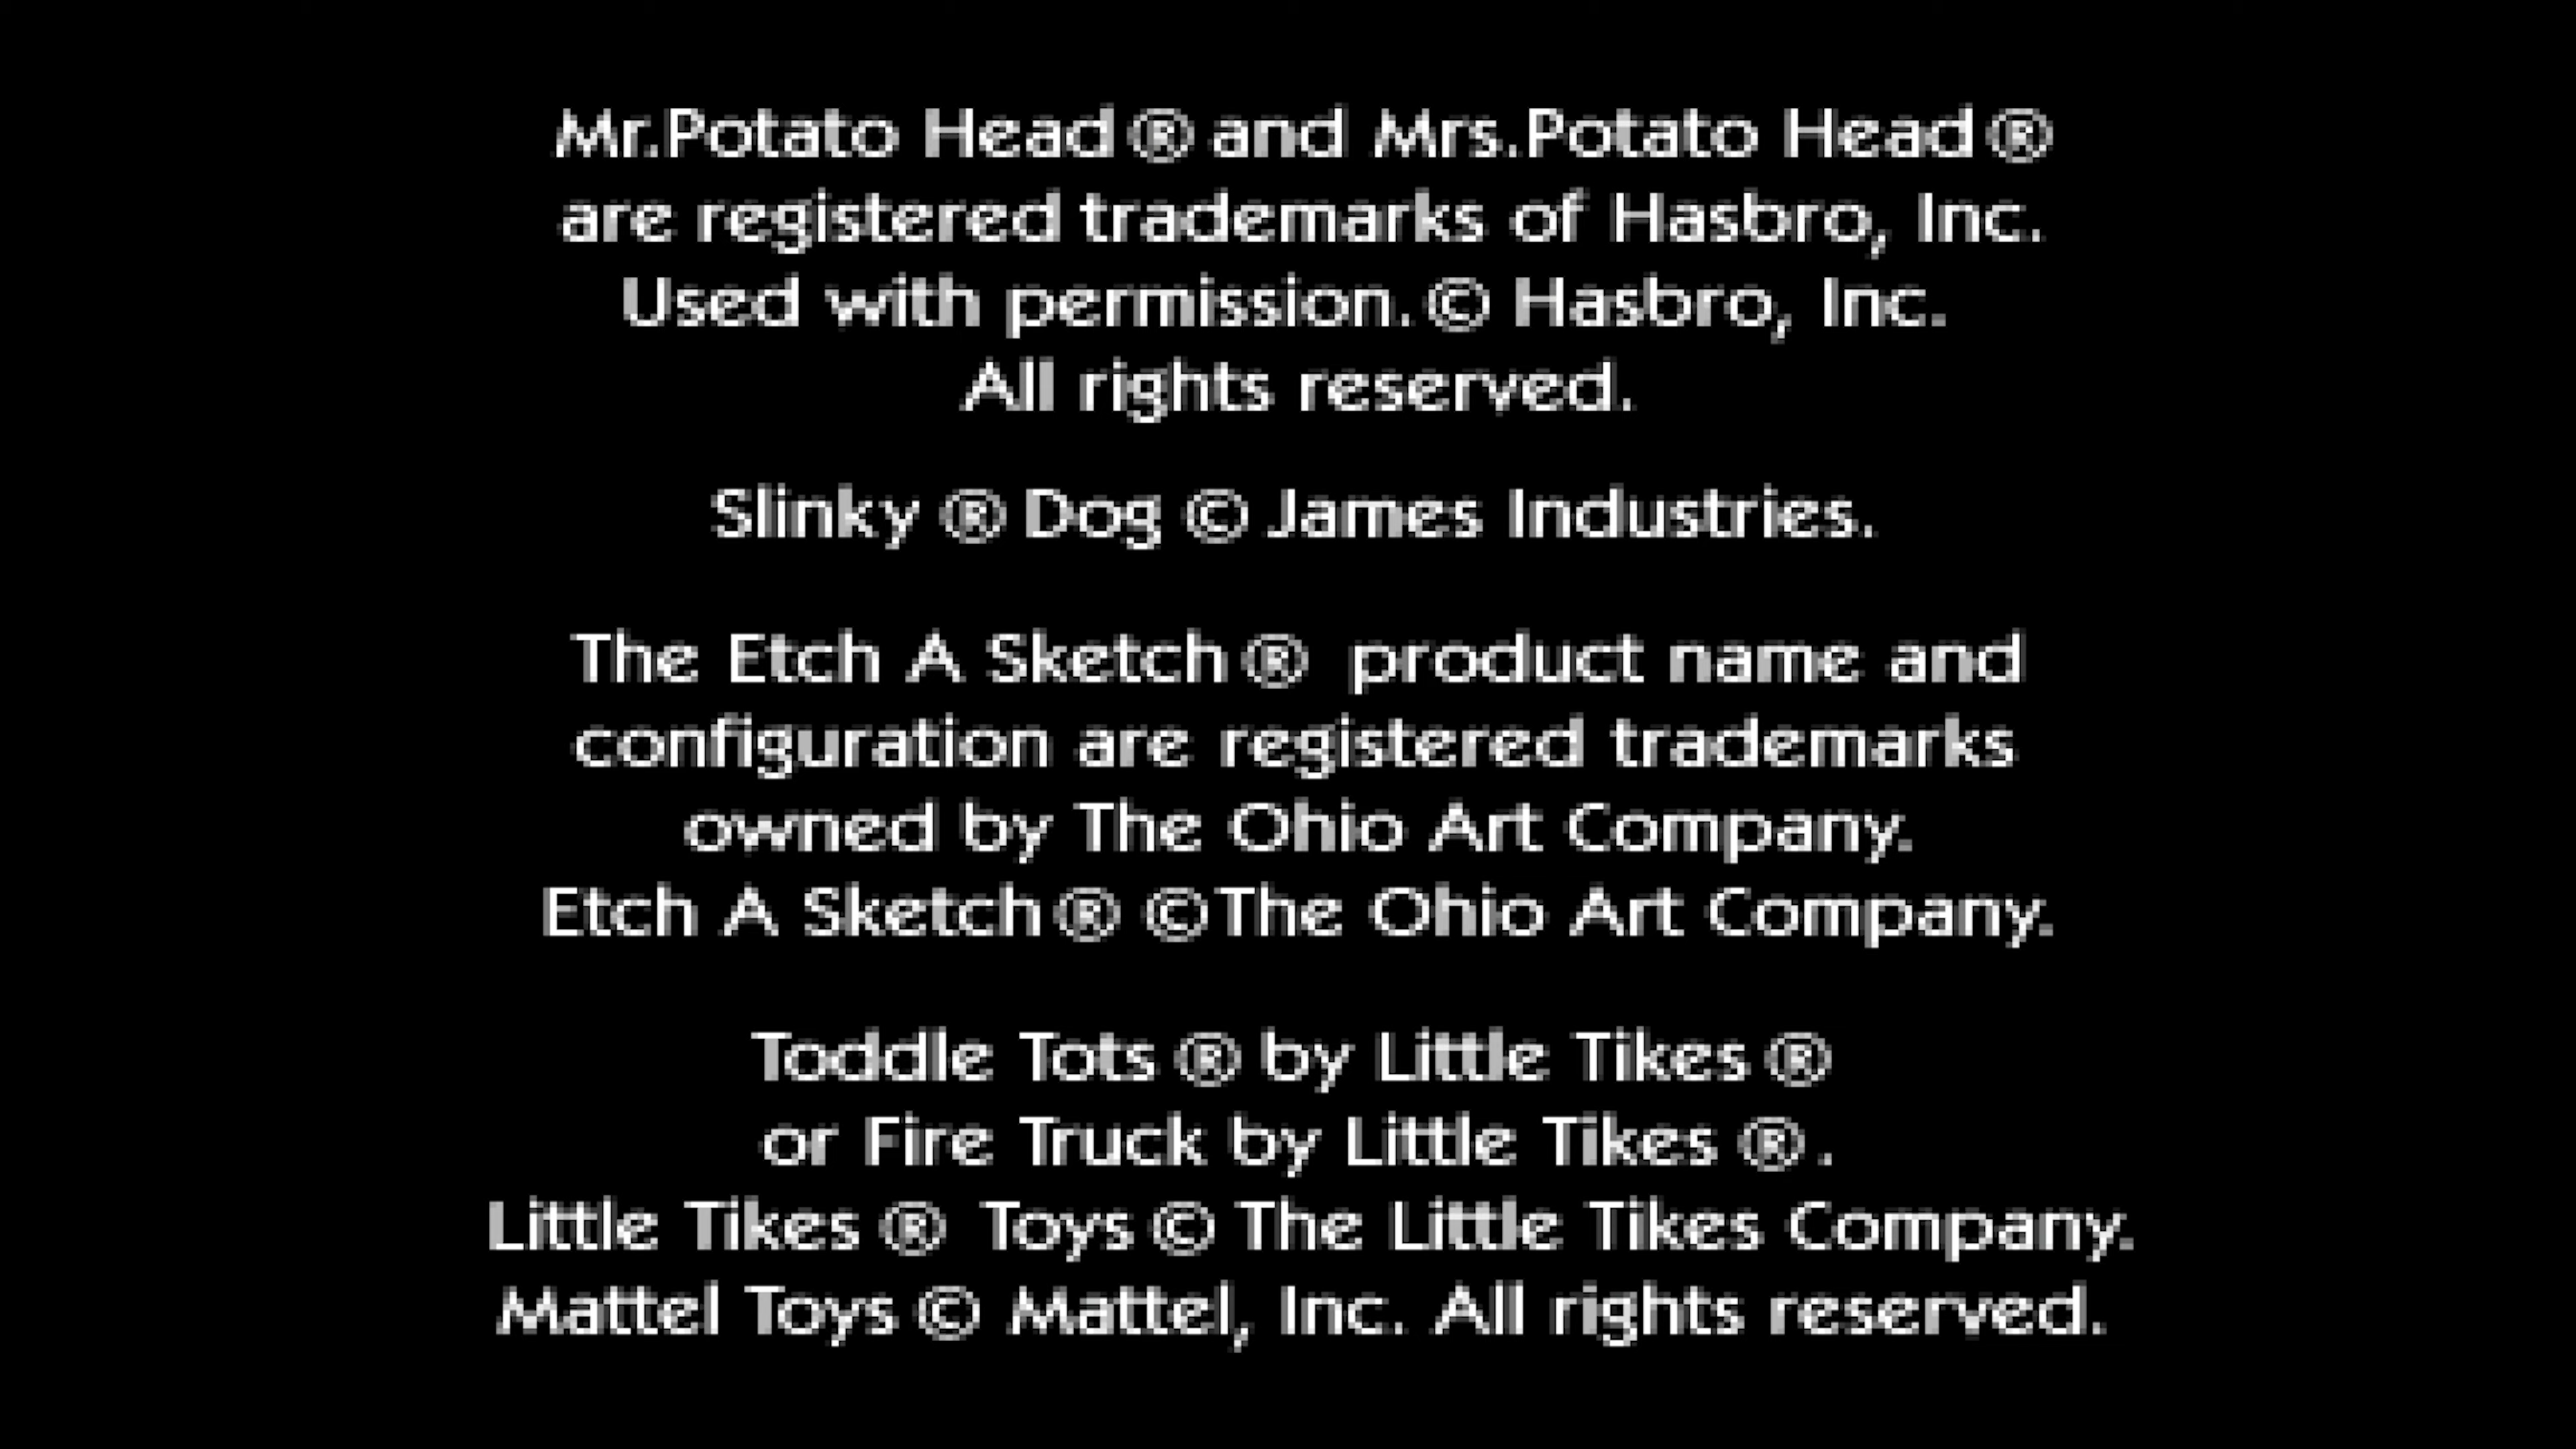 Mr.Potato Head ® and Mrs.Potato Head ®
are registered trademarks of Hasbro, Inc.
Used with permission. © Hasbro, Inc.
All rights reserved.
Slinky ® Dog © James Industries.
The Etch A Sketch ® product name and
configuration are registered trademarks
owned by The Ohio Art Company.
Etch A Sketch ® © The Ohio Art Company.
Toddle Tots ® by Little Tikes ®
or Fire Truck by Little Tikes ® .
Little Tikes ® Toys © The Little Tikes Company.
Mattel Toys © Mattel, Inc. All rights reserved.